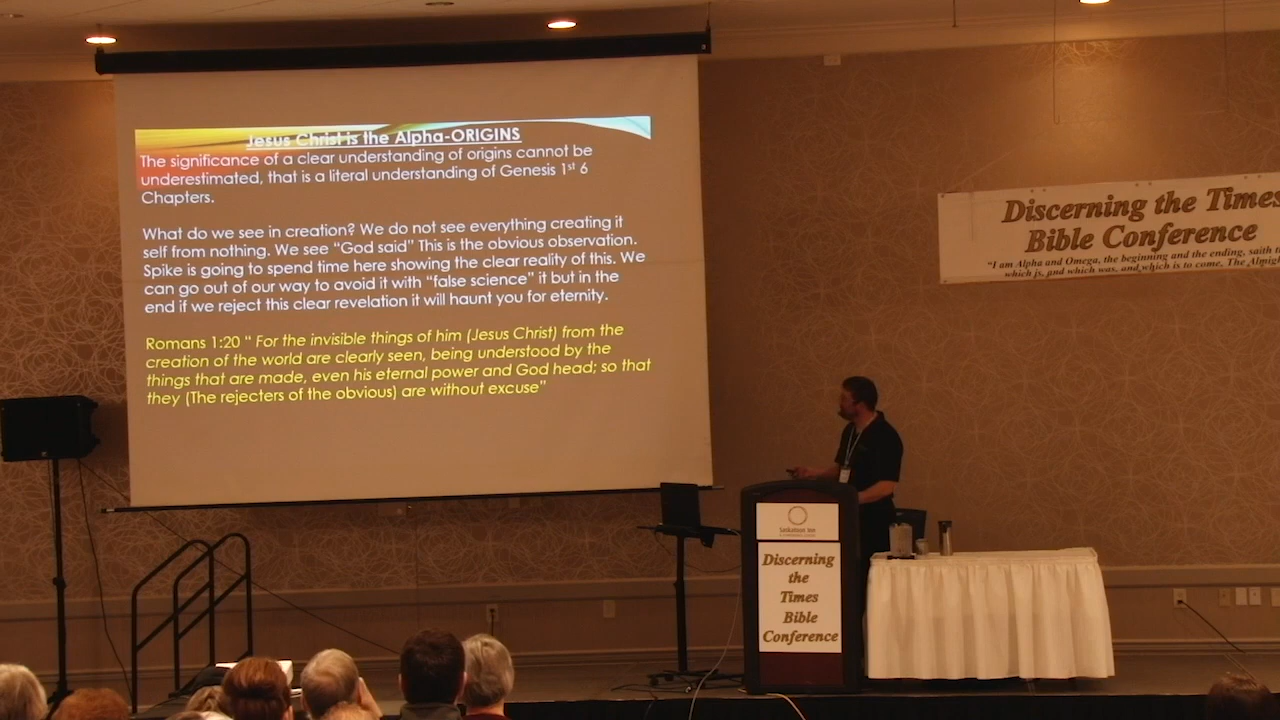 Jesus Christ is the Alpha-ORIGINS
The significance of a clear understanding of origins cannot be
underestimated, that is a literal understanding of Genesis 1st 6
Chapters.
What do we see in creation? We do not see everything creating it
self from nothing. We see “God said” This is the obvious observation.
Spike is going to spend time here showing the clear reality of this. We
can go out of our way to avoid it with “false science” it but in the
end if we reject this clear revelation it will haunt you for eternity.
Romans 1:20 “ For the invisible things of him (Jesus Christ) from the
creation of the world are clearly seen, being understood by the
things that are made, even his eternal power and God head; so that
they (The rejecters of the obvious) are without excuse”
Discerning the Times
Bible Conference
“I am Alpha and Omega, the beginning and the ending, saith t
which is, and which was, and which is to come, The Almigh
Saskatoon Inn
Discerning
the
Times
Bible
Conference